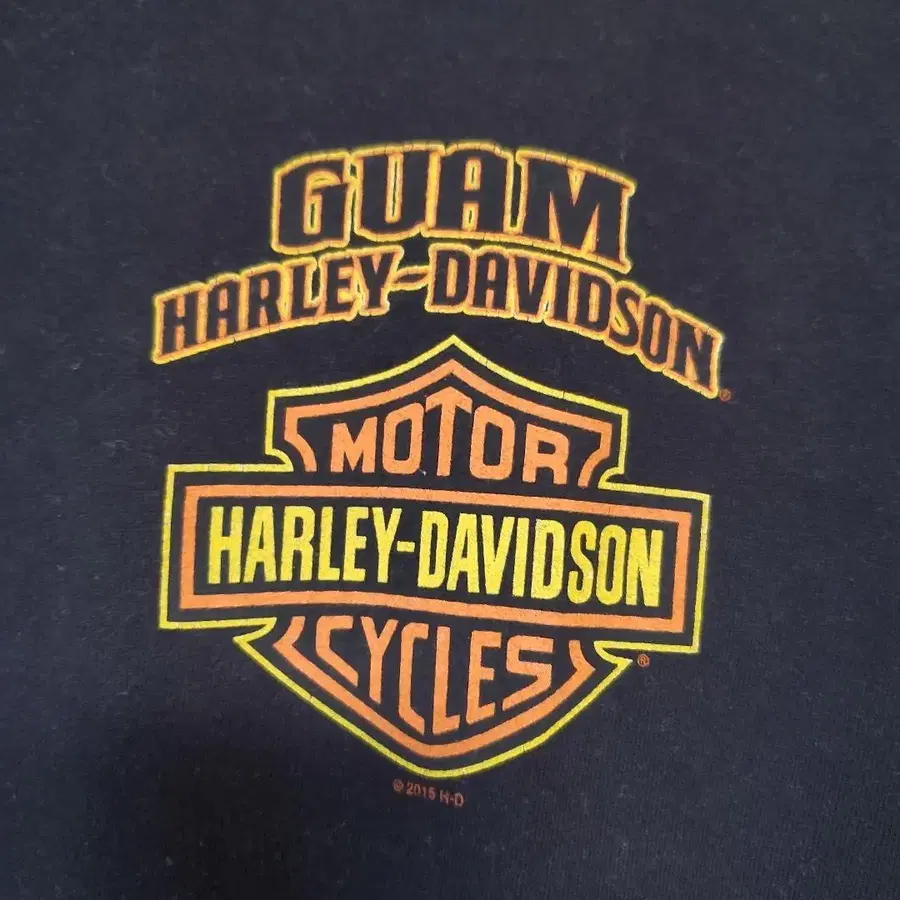 GUAM
HARLEY-DAVIDSON®
MOTOR
HARLEY-DAVIDSON
CYCLES
®
© 2015 H-D